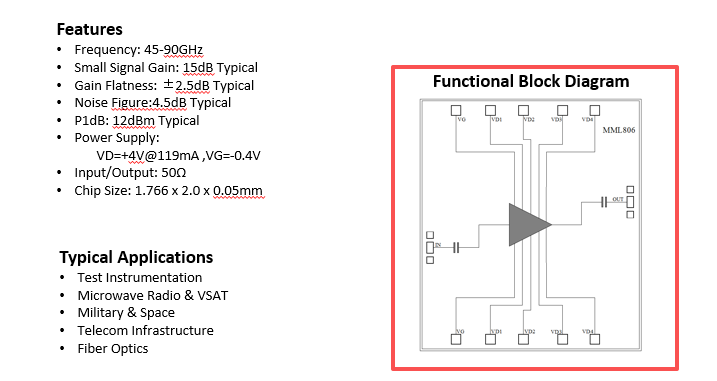 Features
• Frequency: 45-90GHz
• Small Signal Gain: 15dB Typical
• Gain Flatness: ±2.5dB Typical
• Noise Figure:4.5dB Typical
• P1dB: 12dBm Typical
• Power Supply:
VD=+4V@119mA ,VG=-0.4V
• Input/Output: 50Ω
• Chip Size: 1.766 x 2.0 x 0.05mm
Typical Applications
• Test Instrumentation
• Microwave Radio & VSAT
• Military & Space
• Telecom Infrastructure
• Fiber Optics
Functional Block Diagram
VG VD1 VD2 VD3 VD4
MML806
OUT
IN
VG VD1 VD2 VD3 VD4